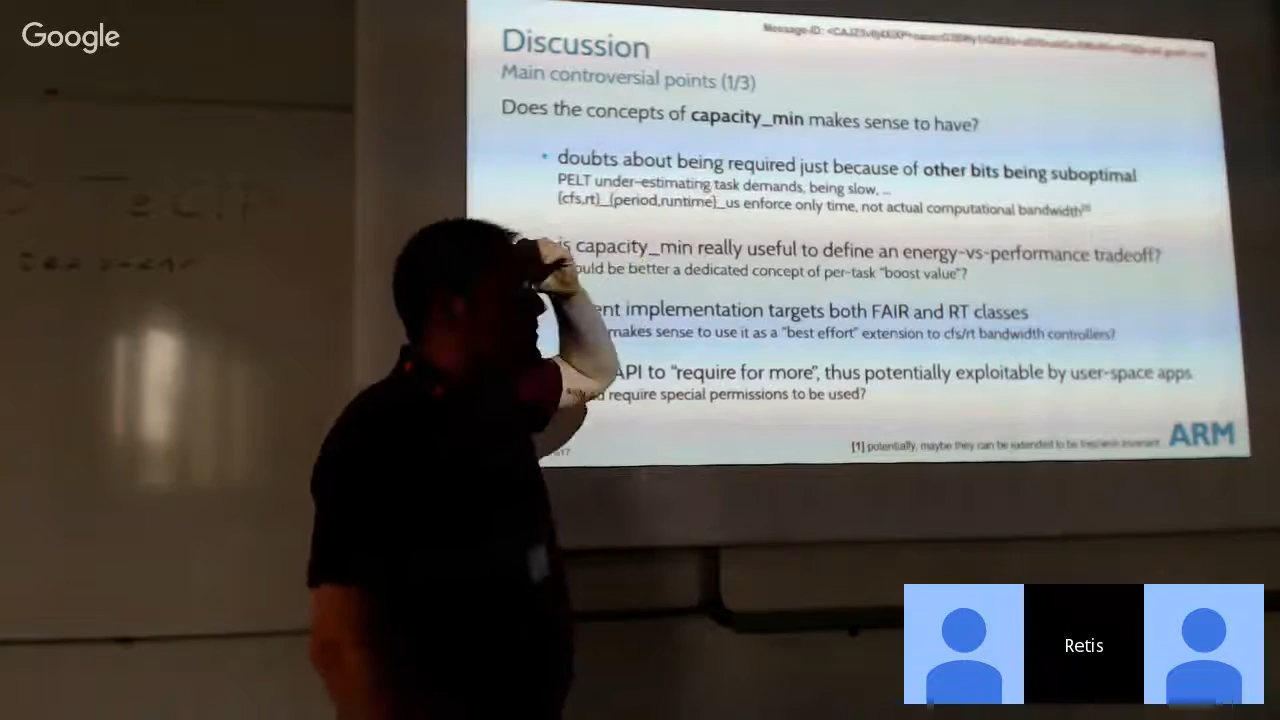 Google
Message-ID:
Discussion
Main controversial points (1/3)
Does the concepts of capacity_min makes sense to have?
• doubts about being required just because of other bits being suboptimal
PELT under-estimating task demands, being slow, ...
{cfs,rt}_{period,runtime}_us enforce only time, not actual computational bandwidth[1]
is capacity_min really useful to define an energy-vs-performance tradeoff?
ould be better a dedicated concept of per-task "boost value"?
ent implementation targets both FAIR and RT classes
makes sense to use it as a "best effort" extension to cfs/rt bandwidth controllers?
API to "require for more", thus potentially exploitable by user-space apps
require special permissions to be used?
[1] potentially, maybe they can be extended to be
ARM
Retis